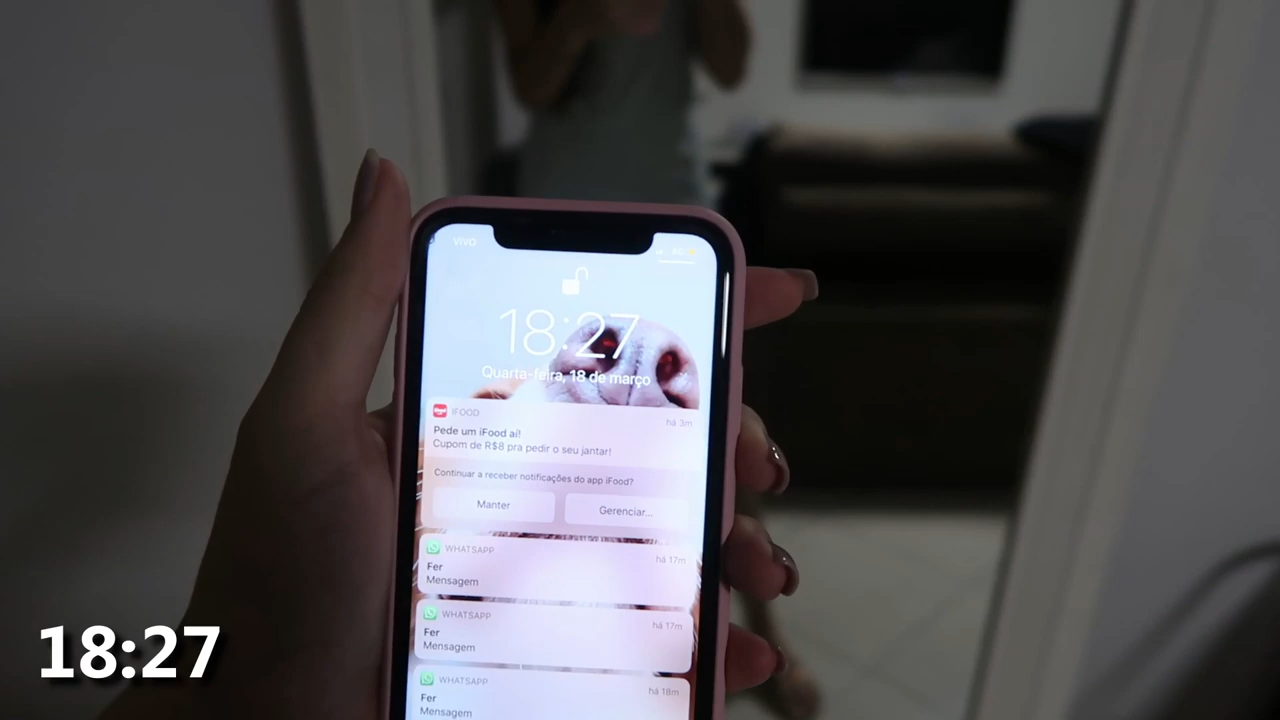 VIVO
4G
18:27
Quarta-feira, 18 de março
IFOOD
há 3m
Pede um iFood aí!
Cupom de R$8 pra pedir o seu jantar!
Continuar a receber notificações do app iFood?
Manter
Gerenciar...
WHATSAPP
há 17m
Fer
Mensagem
WHATSAPP
há 17m
Fer
Mensagem
WHATSAPP
há 18m
Fer
Mensagem
18:27